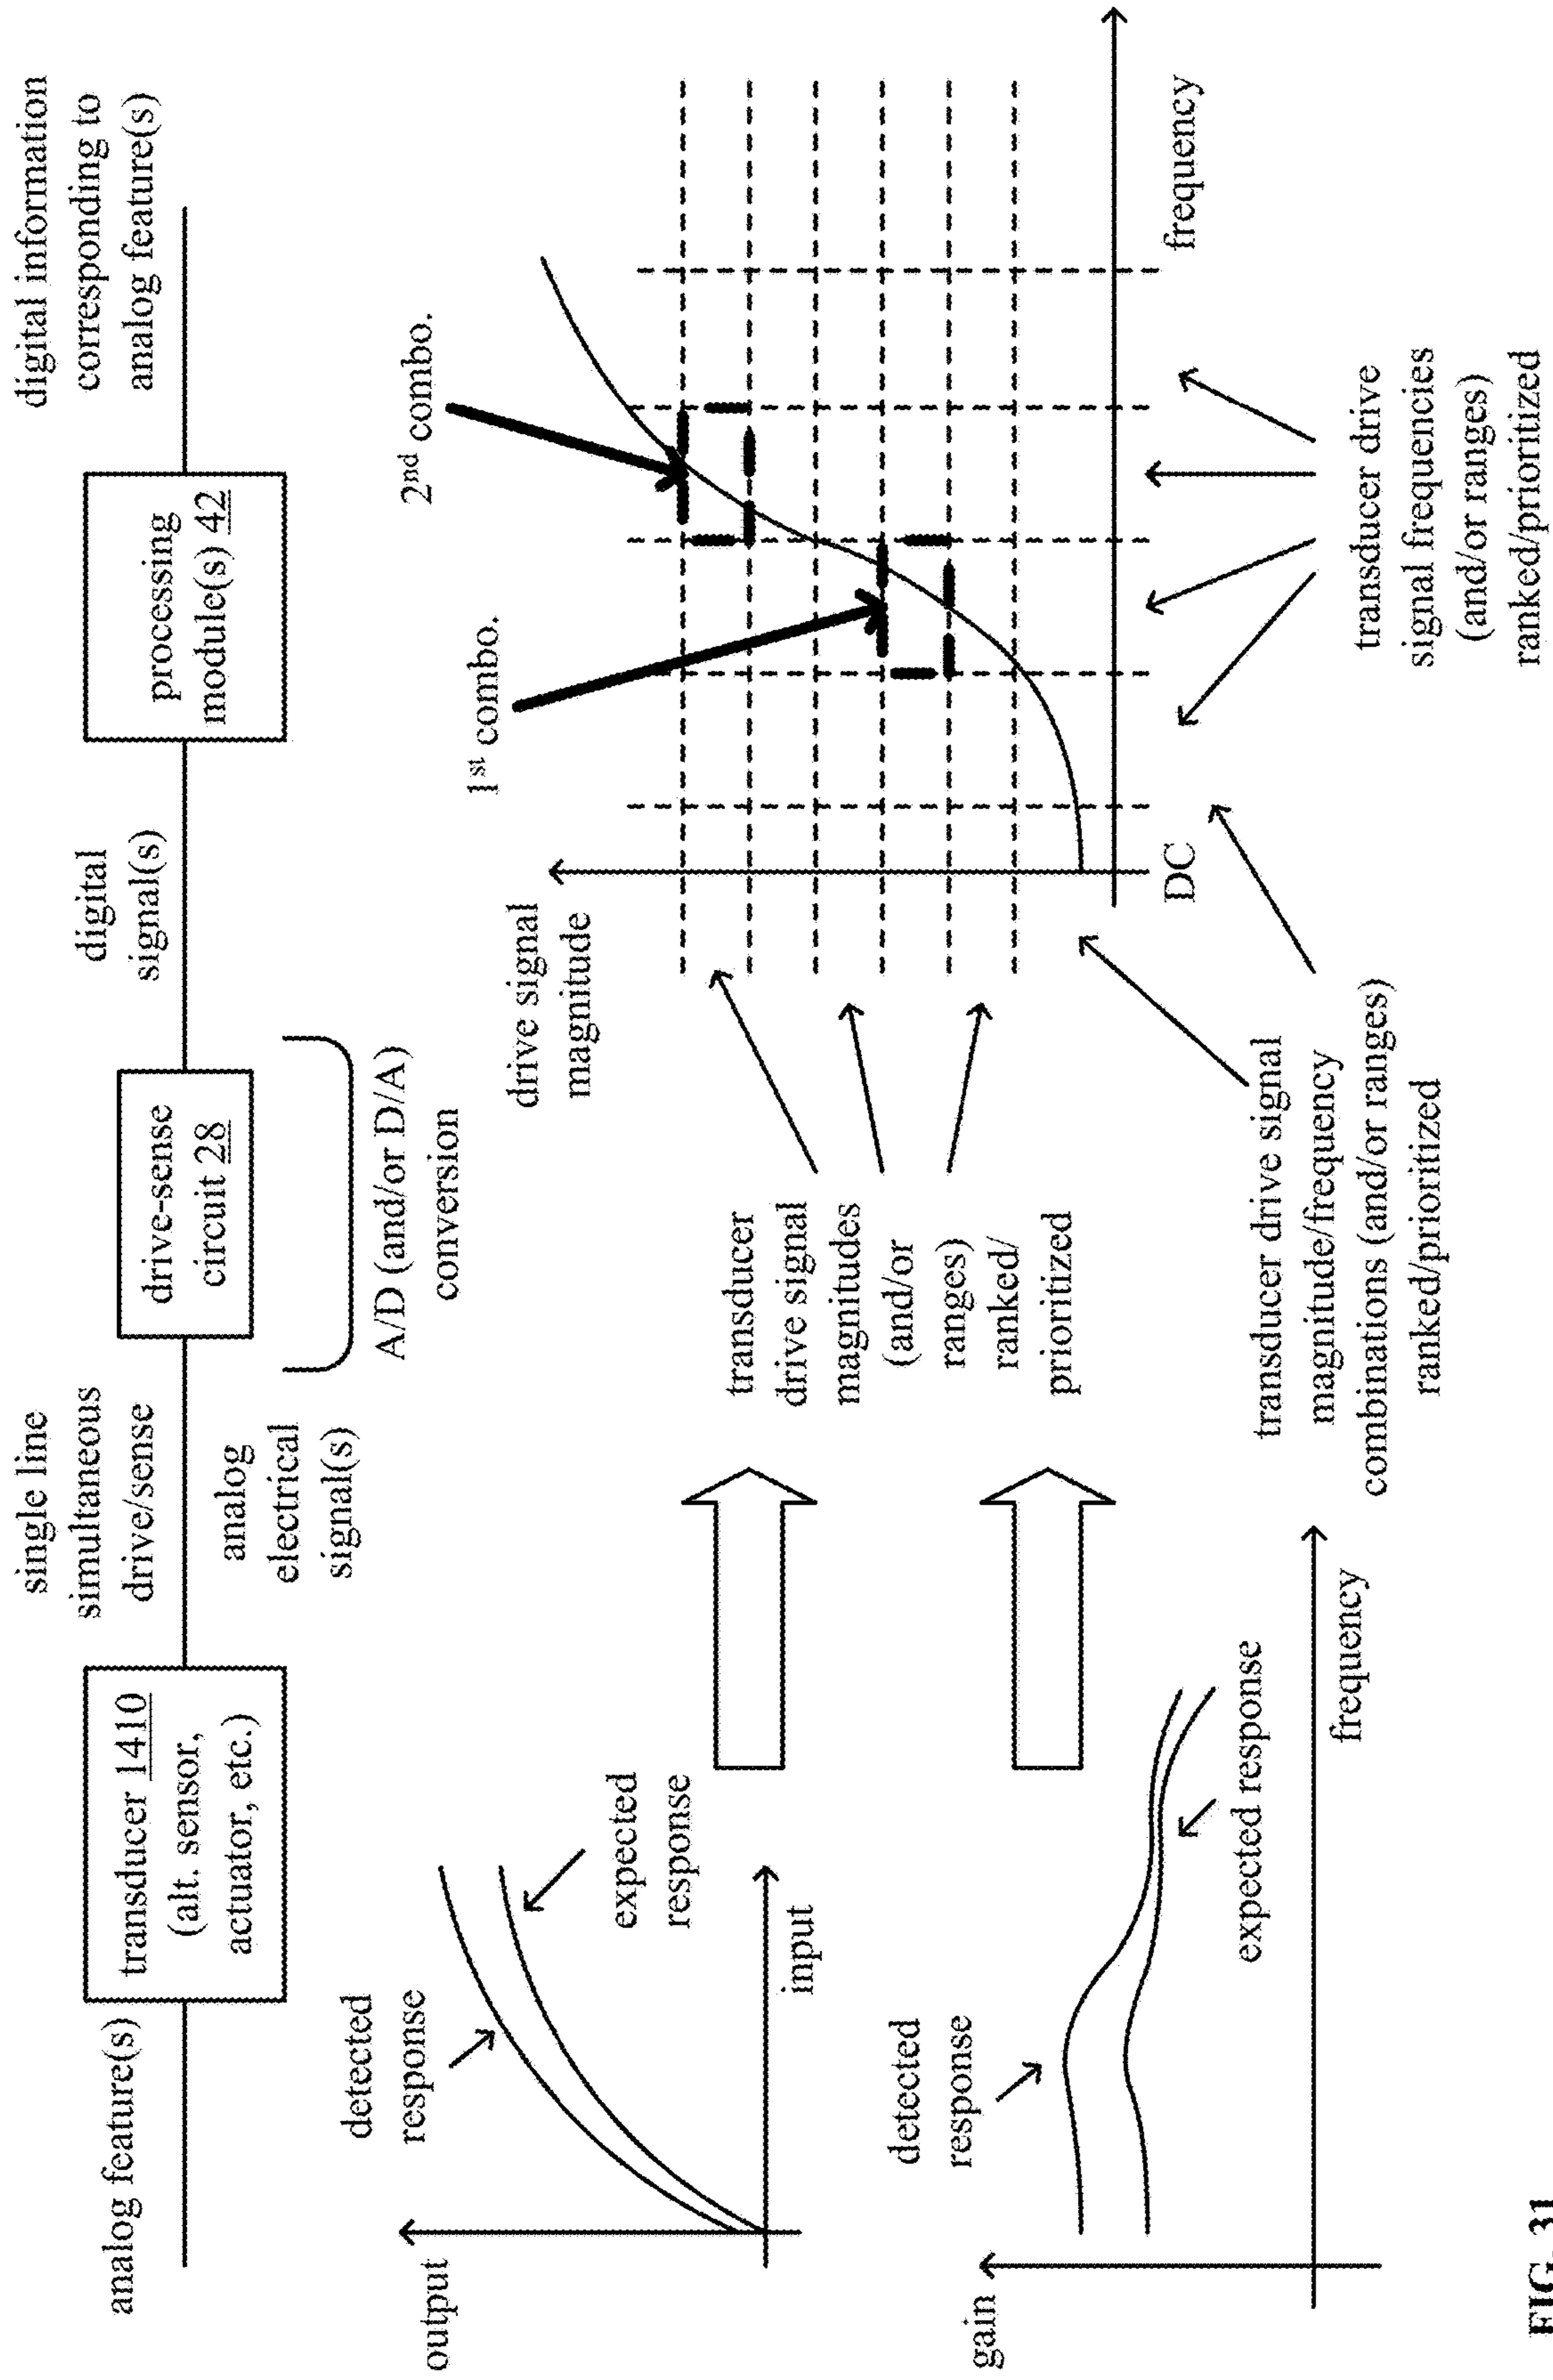 analog feature(s)
transducer 1410
(alt. sensor,
actuator, etc.)
single line
simultaneous
drive/sense
analog
electrical
signal(s)
drive-sense
circuit 28
A/D (and/or D/A)
conversion
digital
signal(s)
processing
module(s) 42
digital information
corresponding to
analog feature(s)
output
detected
response
expected
response
input
gain
detected
response
expected response
frequency
transducer
drive signal
magnitudes
(and/or
ranges)
ranked/
prioritized
drive signal
magnitude
1st combo.
2nd combo.
DC
frequency
transducer drive signal
magnitude/frequency
combinations (and/or ranges)
ranked/prioritized
transducer drive
signal frequencies
(and/or ranges)
ranked/prioritized
FIG. 31